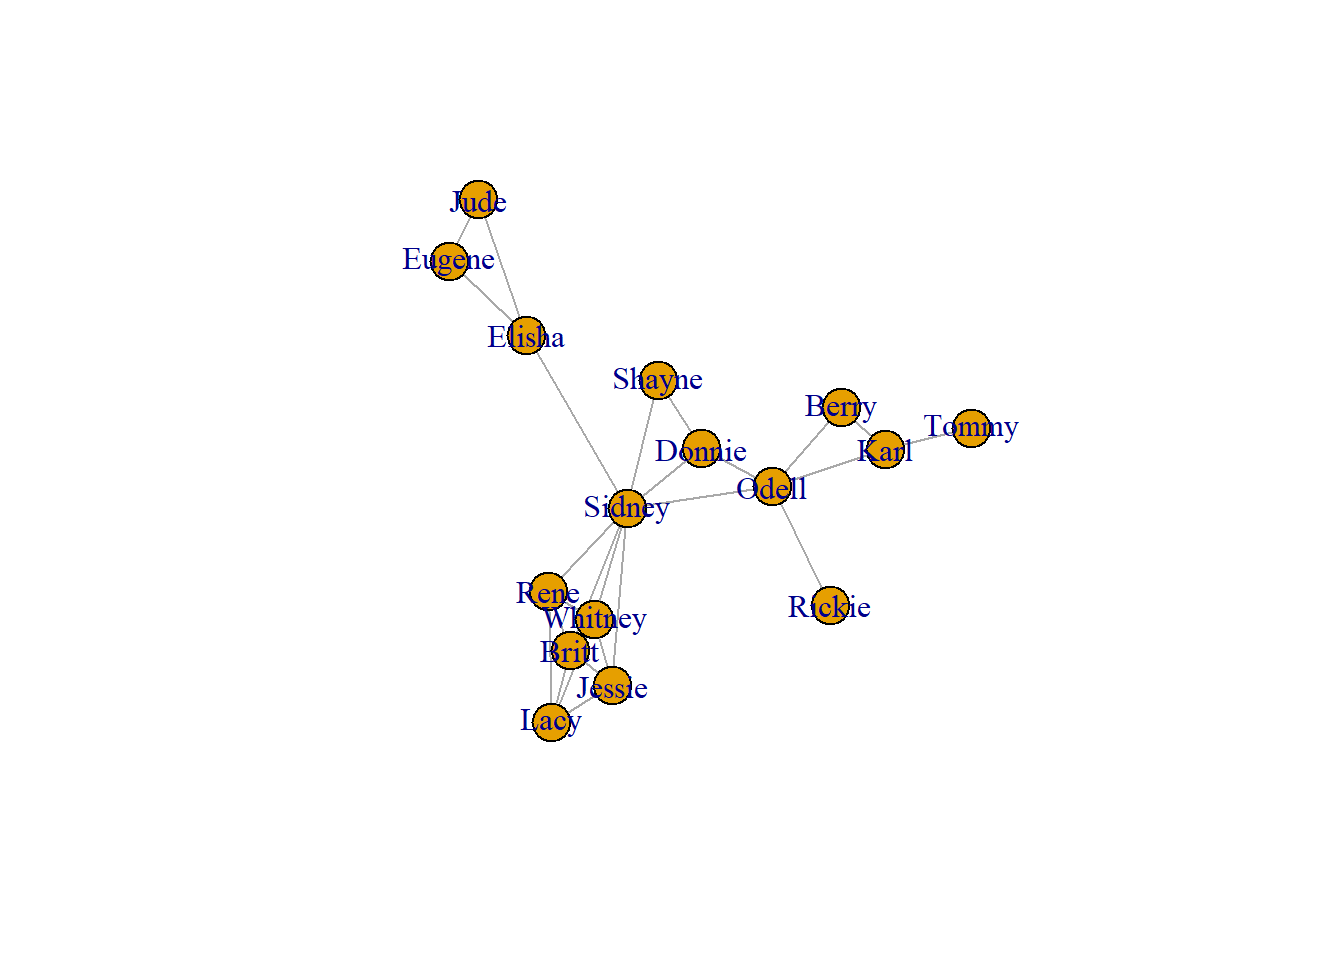 Jude
Eugene
Elisha
Shayne
Berry
Tommy
Donnie
Karl
Odell
Sidney
Rene
Whitney
Rickie
Britt
Jessie
Lacy